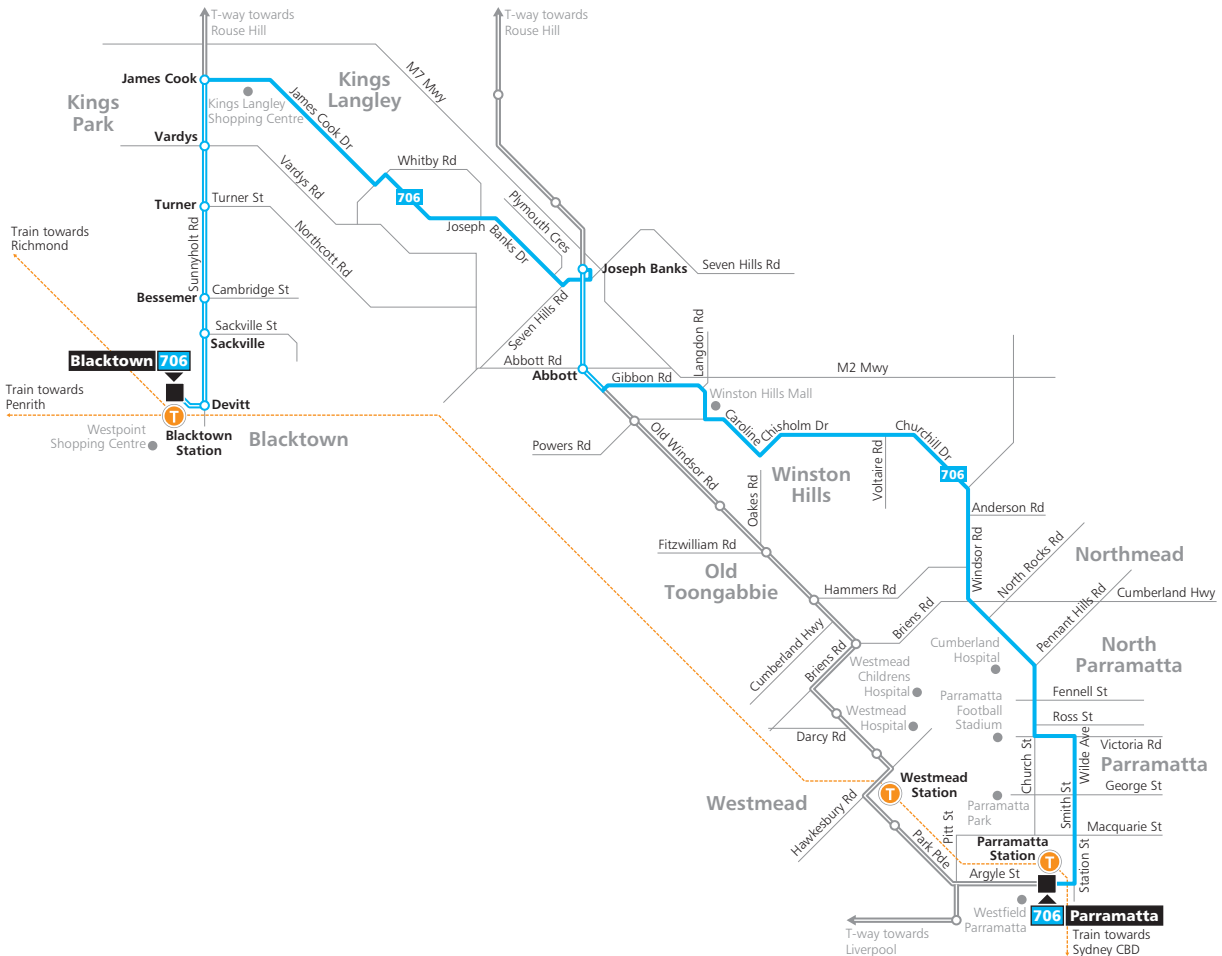 T-way towards
Rouse Hill
T-way towards
Rouse Hill
James Cook
Kings
Park
Kings Langley
Shopping Centre
James Cook Dr
Kings
Langley
M7 Mwy
Vardys
Vardys Rd
Whitby Rd
706
Turner
Turner St
Northcott Rd
Joseph
Banks Dr
Plymouth Cres
Train towards
Richmond
Sunnyholt Rd
Joseph Banks
Seven Hills Rd
Bessemer
Cambridge St
Seven Hills Rd
Sackville St
Sackville
Langdon Rd
Blacktown
706
Abbott Rd
Abbott
Gibbon Rd
M2 Mwy
Train towards
Penrith
Devitt
Winston Hills Mall
Westpoint
Shopping Centre
Blacktown
Station
Blacktown
T
Powers Rd
Old Windsor Rd
Caroline
Chisholm Dr
Churchill Dr
Voltaire Rd
Winston
Hills
706
Oakes Rd
Anderson Rd
Windsor Rd
North Rocks Rd
Northmead
Fitzwilliam Rd
Old
Toongabbie
Hammers Rd
Cumberland Hwy
Briens Rd
Pennant Hills Rd
Cumberland Hwy
Briens Rd
Cumberland
Hospital
North
Parramatta
Westmead
Childrens
Hospital
Parramatta
Football
Stadium
Fennell St
Westmead
Hospital
Ross St
Darcy Rd
Church St
Wilde Ave
Victoria Rd
Parramatta
Westmead
Station
T
George St
Westmead
Hawkesbury Rd
Parramatta
Park
Smith St
Pitt St
Macquarie St
Park Pde
Parramatta
Station
T
Station St
Argyle St
Westfield
Parramatta
706
Parramatta
T-way towards
Liverpool
Train towards
Sydney CBD